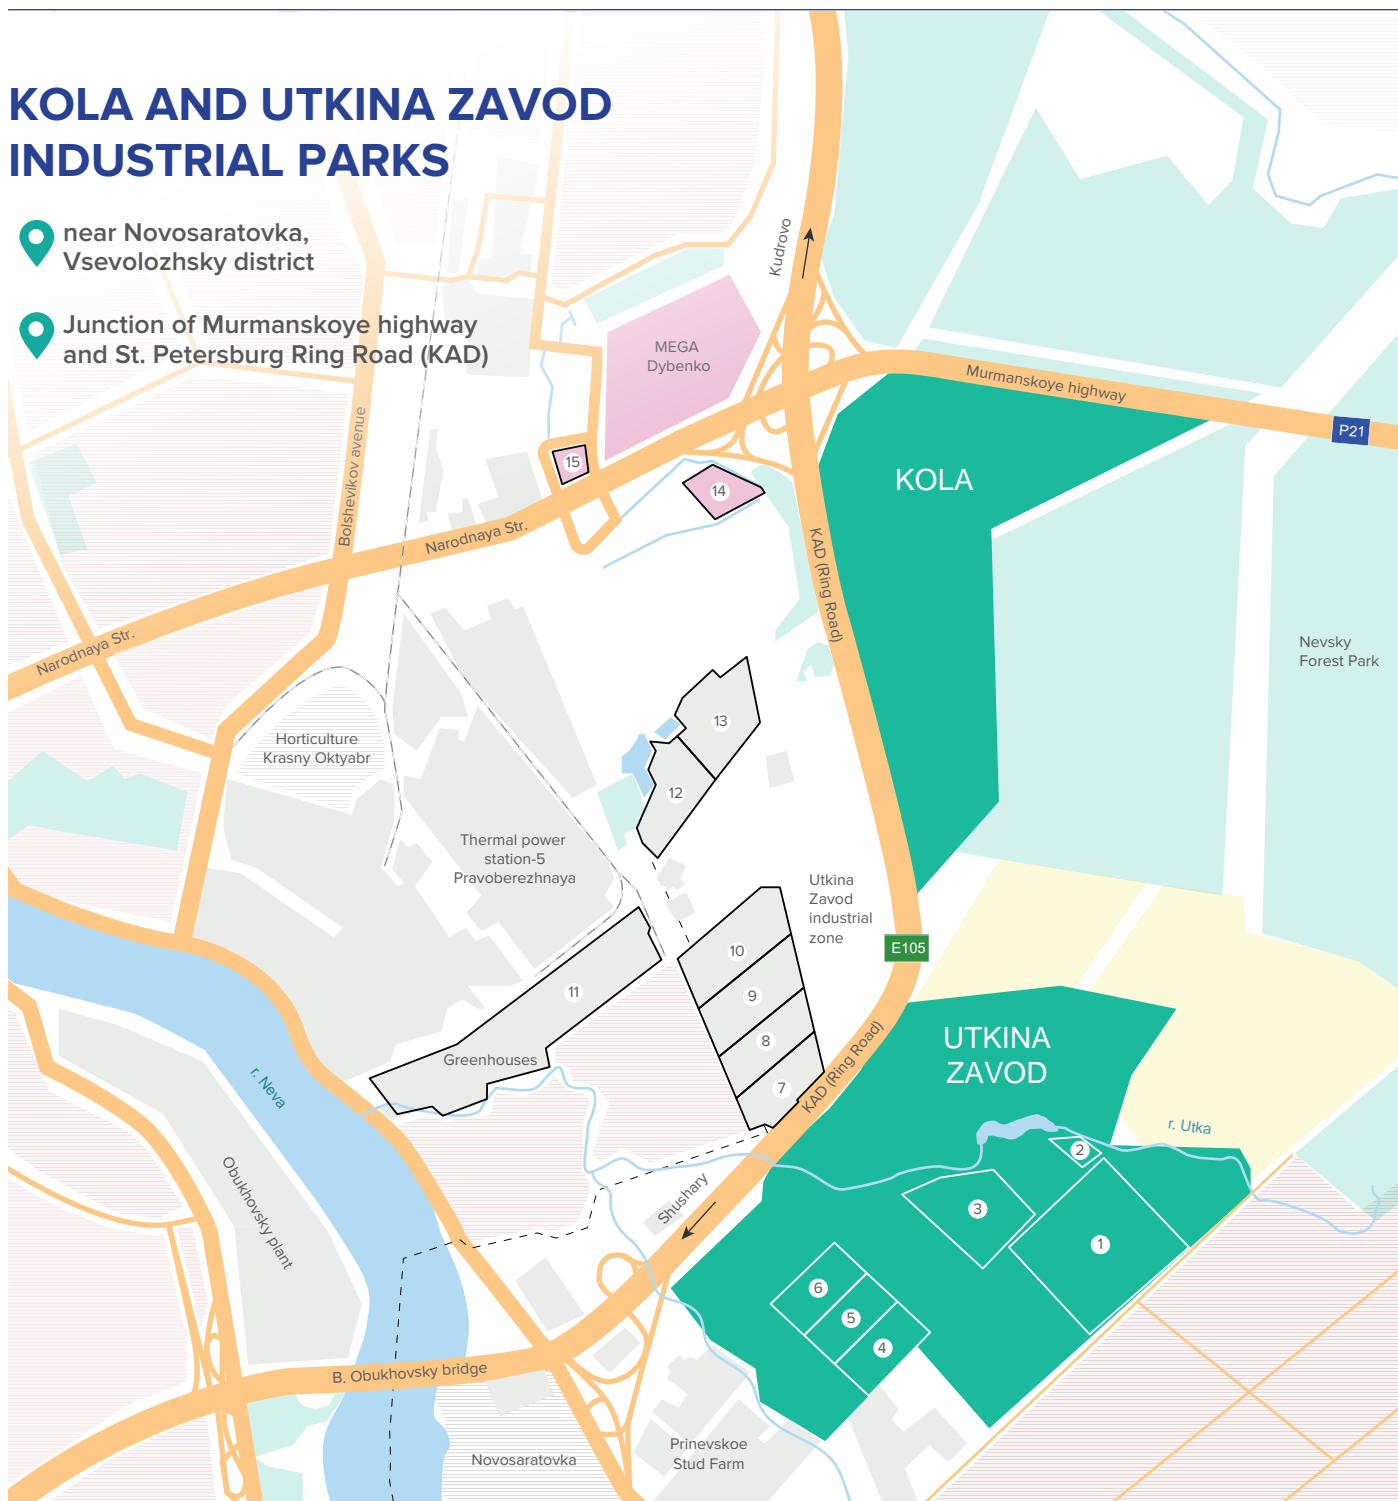 KOLA AND UTKINA ZAVOD
INDUSTRIAL PARKS
near Novosaratovka,
Vsevolozhsky district
Junction of Murmanskoye highway
and St. Petersburg Ring Road (KAD)
Kudrovo
MEGA
Dybenko
Murmanskoye highway
P21
Bolshevikov avenue
15
14
KOLA
Narodnaya Str.
KAD (Ring Road)
Narodnaya Str.
Nevsky
Forest Park
Horticulture
Krasny Oktyabr
13
12
Thermal power
station-5
Pravoberezhnaya
Utkina
Zavod
industrial
zone
E105
10
9
8
7
11
Greenhouses
UTKINA
ZAVOD
KAD (Ring Road)
r. Neva
r. Utka
2
3
1
Obukhovsky plant
Shushary
6
5
4
B. Obukhovsky bridge
Novosaratovka
Prinevskoe
Stud Farm